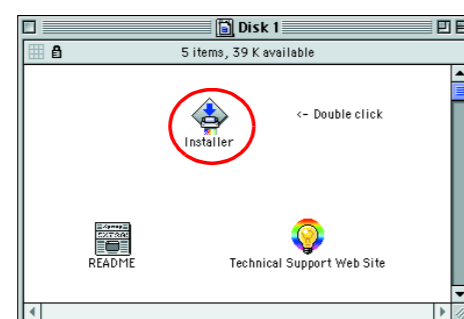 Disk 1
5 items, 39 K available
<- Double click
Installer
README
Technical Support Web Site